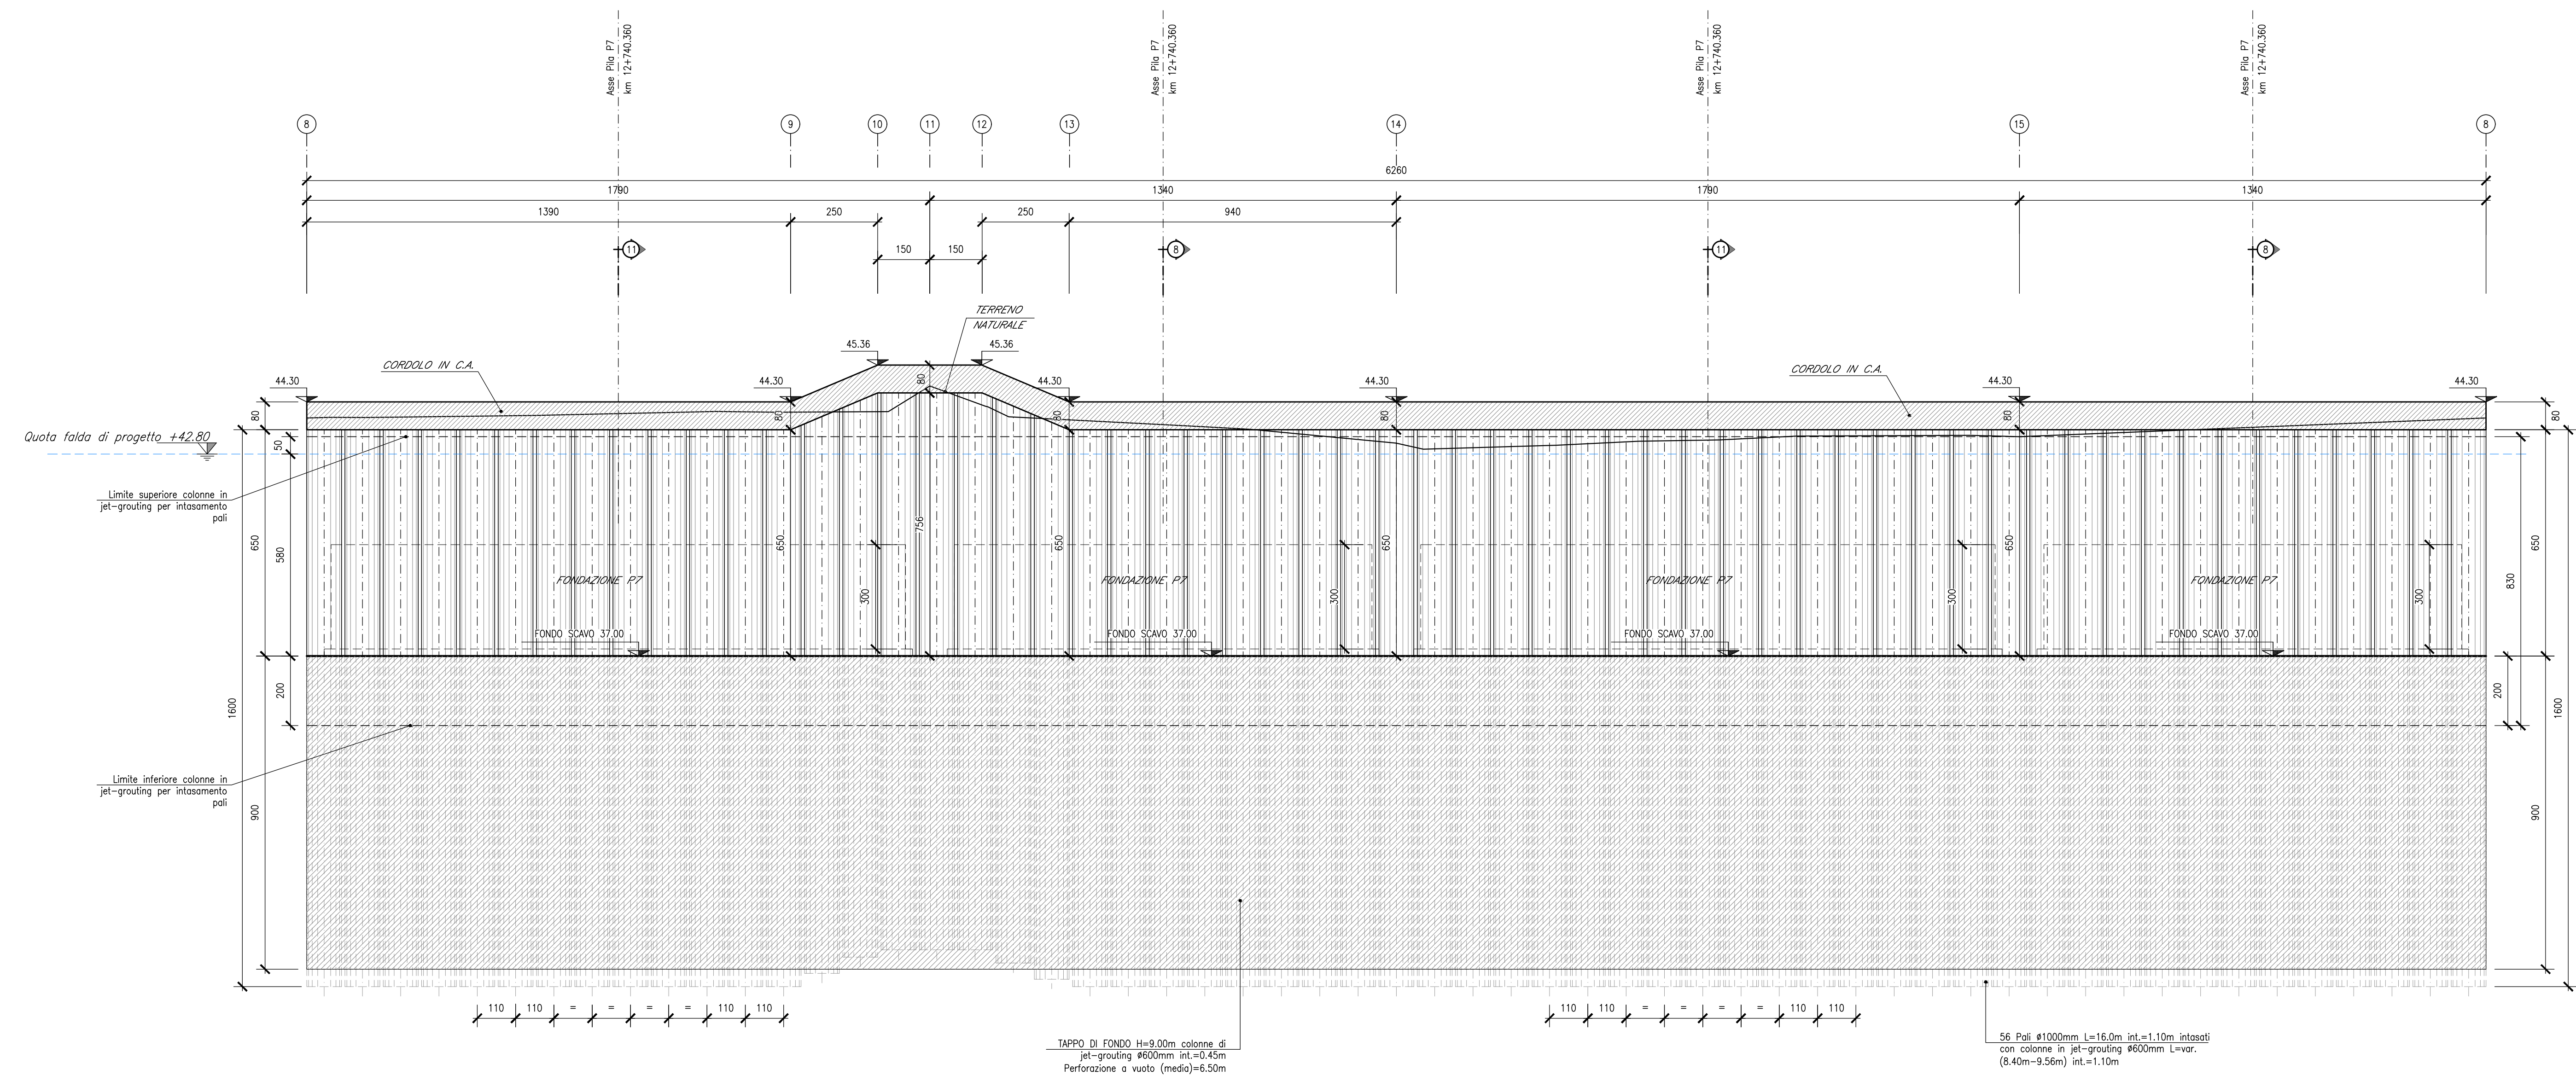 Asse Pila P7
km 12+740.360
Asse Pila P7
km 12+740.360
Asse Pila P7
km 12+740.360
Asse Pila P7
km 12+740.360
8
9
10
11
12
13
14
15
8
6260
1790
1340
1790
1340
1390
250
250
940
150
150
11
8
11
8
TERRENO
NATURALE
45.36
45.36
CORDOLO IN C.A.
CORDOLO IN C.A.
44.30
44.30
44.30
44.30
44.30
44.30
80
80
80
80
80
80
80
Quota falda di progetto +42.80
50
Limite superiore colonne in
jet-grouting per intasamento
pali
650
580
650
756
650
650
650
650
830
300
300
300
300
FONDAZIONE P7
FONDAZIONE P7
FONDAZIONE P7
FONDAZIONE P7
FONDO SCAVO 37.00
FONDO SCAVO 37.00
FONDO SCAVO 37.00
FONDO SCAVO 37.00
1600
200
200
1600
Limite inferiore colonne in
jet-grouting per intasamento
pali
900
900
110 110 = = = = 110 110
110 110 = = = = 110 110
TAPPO DI FONDO H=9.00m colonne di
jet-grouting ø600mm int.=0.45m
Perforazione a vuoto (media)=6.50m
56 Pali ø1000mm L=16.0m int.=1.10m intasati
con colonne in jet-grouting ø600mm L=var.
(8.40m-9.56m) int.=1.10m